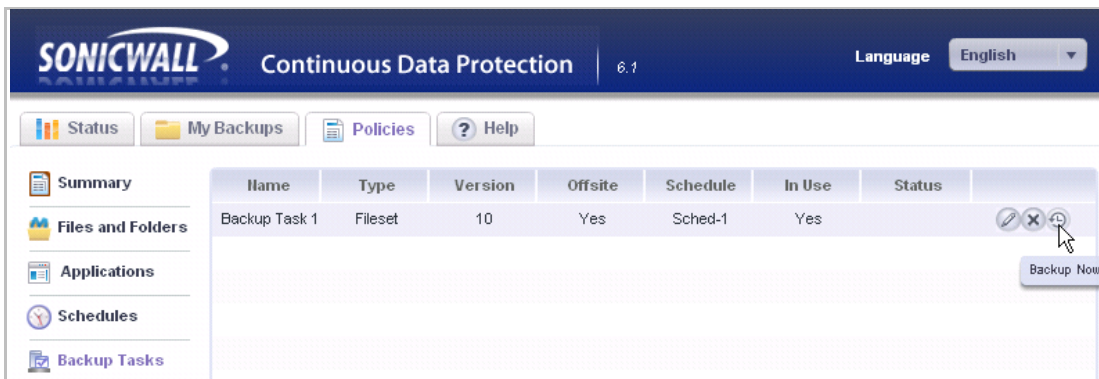 SONICWALL Continuous Data Protection 6.1 Language English
Status My Backups Policies ? Help
Summary
Files and Folders
Applications
Schedules
Backup Tasks
Name Type Version Offsite Schedule In Use Status
Backup Task 1 Fileset 10 Yes Sched-1 Yes
Backup Now